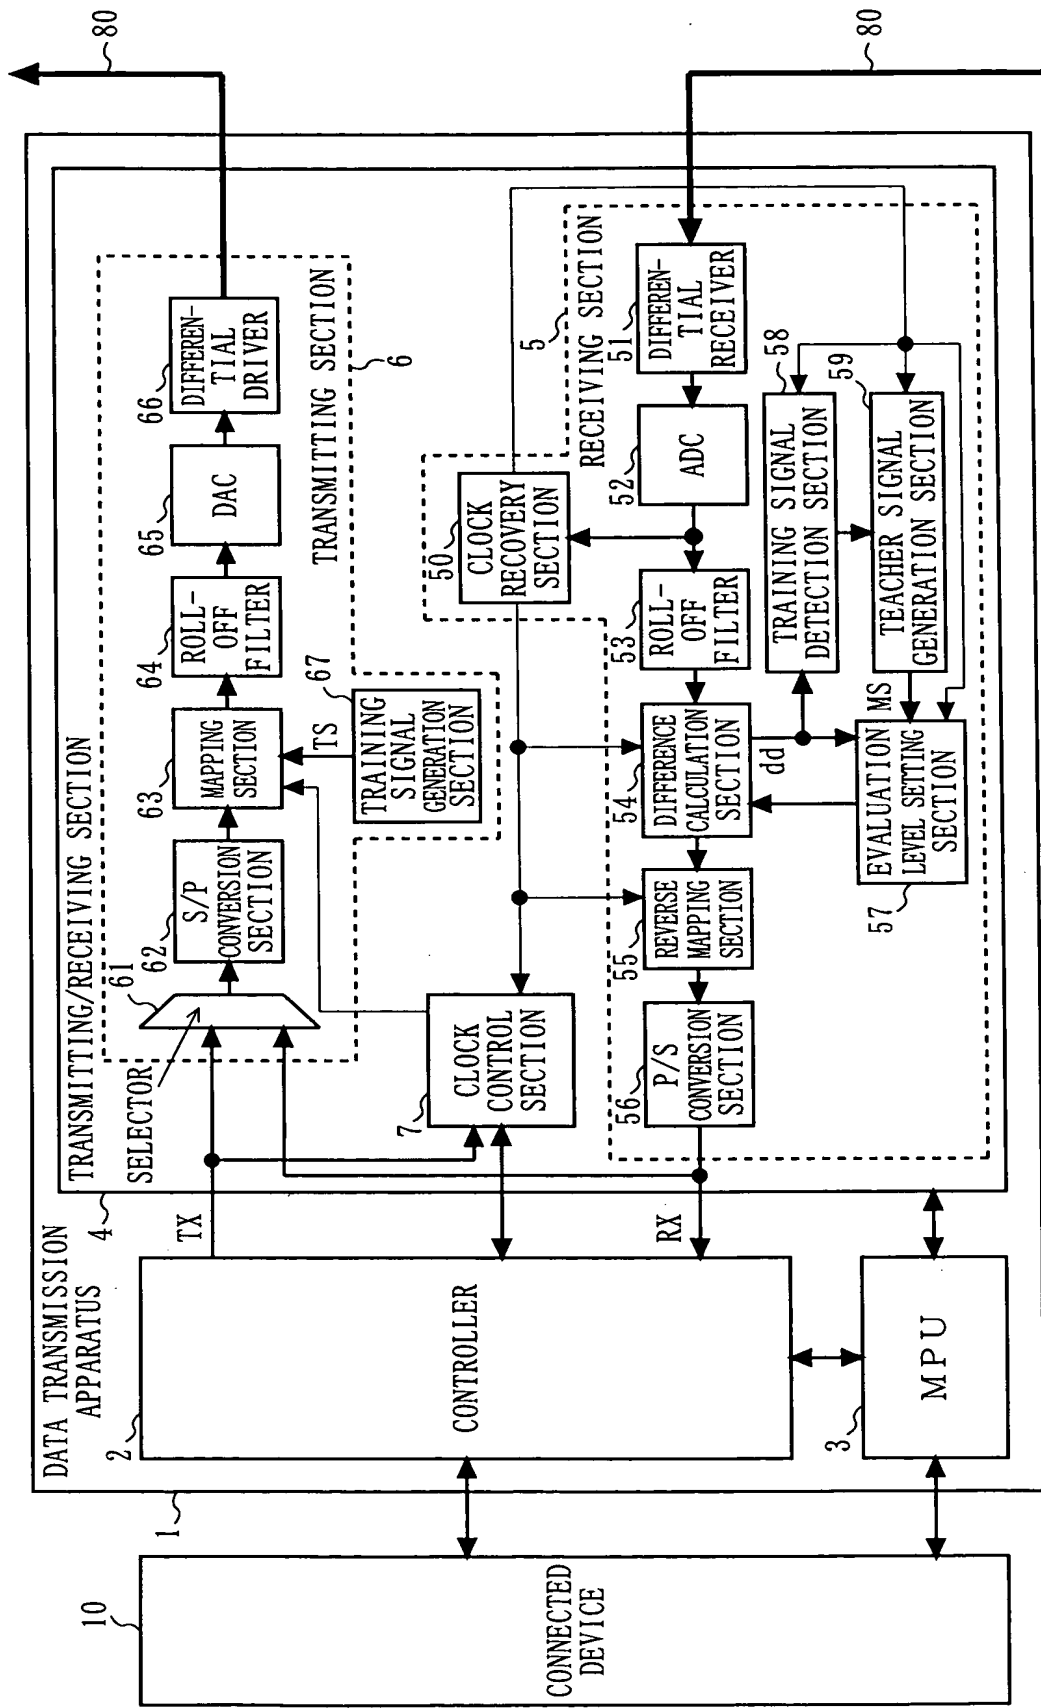 DATA TRANSMISSION
APPARATUS
1
10
CONNECTED
DEVICE
2
CONTROLLER
3
MPU
4
TRANSMITTING/RECEIVING SECTION
TX
RX
SELECTOR
61
62
S/P
CONVERSION
SECTION
63
MAPPING
SECTION
64
ROLL-
OFF
FILTER
65
DAC
66
DIFFEREN-
TIAL
DRIVER
80
TRANSMITTING SECTION
6
TS
67
TRAINING
SIGNAL
GENERATION
SECTION
7
CLOCK
CONTROL
SECTION
50
CLOCK
RECOVERY
SECTION
RECEIVING SECTION
5
80
51
DIFFEREN-
TIAL
RECEIVER
52
ADC
53
ROLL-
OFF
FILTER
54
DIFFERENCE
CALCULATION
SECTION
55
REVERSE
MAPPING
SECTION
56
P/S
CONVERSION
SECTION
dd
57
EVALUATION
LEVEL SETTING
SECTION
MS
58
TRAINING SIGNAL
DETECTION SECTION
59
TEACHER SIGNAL
GENERATION SECTION